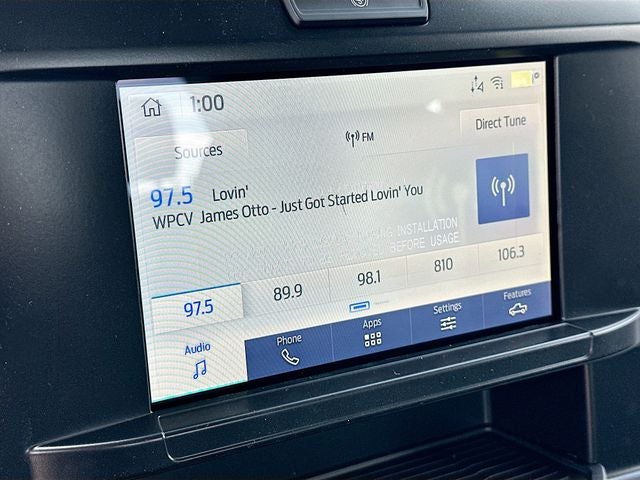 1:00
FM
Direct Tune
Sources
97.5 Lovin'
WPCV James Otto - Just Got Started Lovin' You
INSTALLATION
BEFORE USAGE
97.5 89.9 98.1 810 106.3
Audio Phone Apps Settings Features